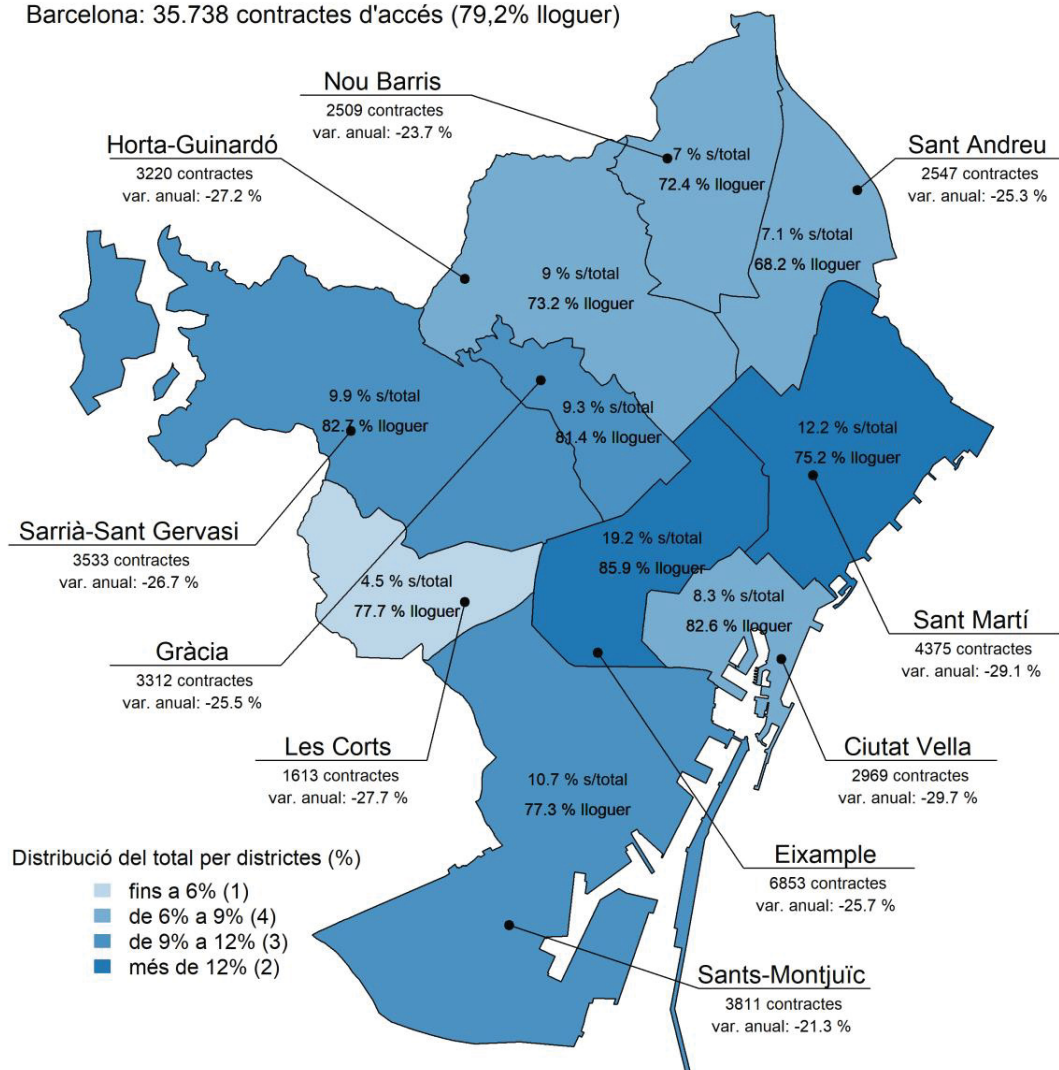 Barcelona: 35.738 contractes d'accés (79,2% lloguer)
Nou Barris
2509 contractes
var. anual: -23.7 %
Horta-Guinardó
3220 contractes
var. anual: -27.2 %
7 % s/total
72.4 % lloguer
Sant Andreu
2547 contractes
var. anual: -25.3 %
7.1 % s/total
68.2 % lloguer
9 % s/total
73.2 % lloguer
9.9 % s/total
82.7 % lloguer
9.3 % s/total
81.4 % lloguer
12.2 % s/total
75.2 % lloguer
Sarrià-Sant Gervasi
3533 contractes
var. anual: -26.7 %
19.2 % s/total
85.9 % lloguer
4.5 % s/total
77.7 % lloguer
8.3 % s/total
82.6 % lloguer
Sant Martí
4375 contractes
var. anual: -29.1 %
Gràcia
3312 contractes
var. anual: -25.5 %
Les Corts
1613 contractes
var. anual: -27.7 %
Ciutat Vella
2969 contractes
var. anual: -29.7 %
10.7 % s/total
77.3 % lloguer
Eixample
6853 contractes
var. anual: -25.7 %
Distribució del total per districtes (%)
fins a 6% (1)
de 6% a 9% (4)
de 9% a 12% (3)
més de 12% (2)
Sants-Montjuïc
3811 contractes
var. anual: -21.3 %